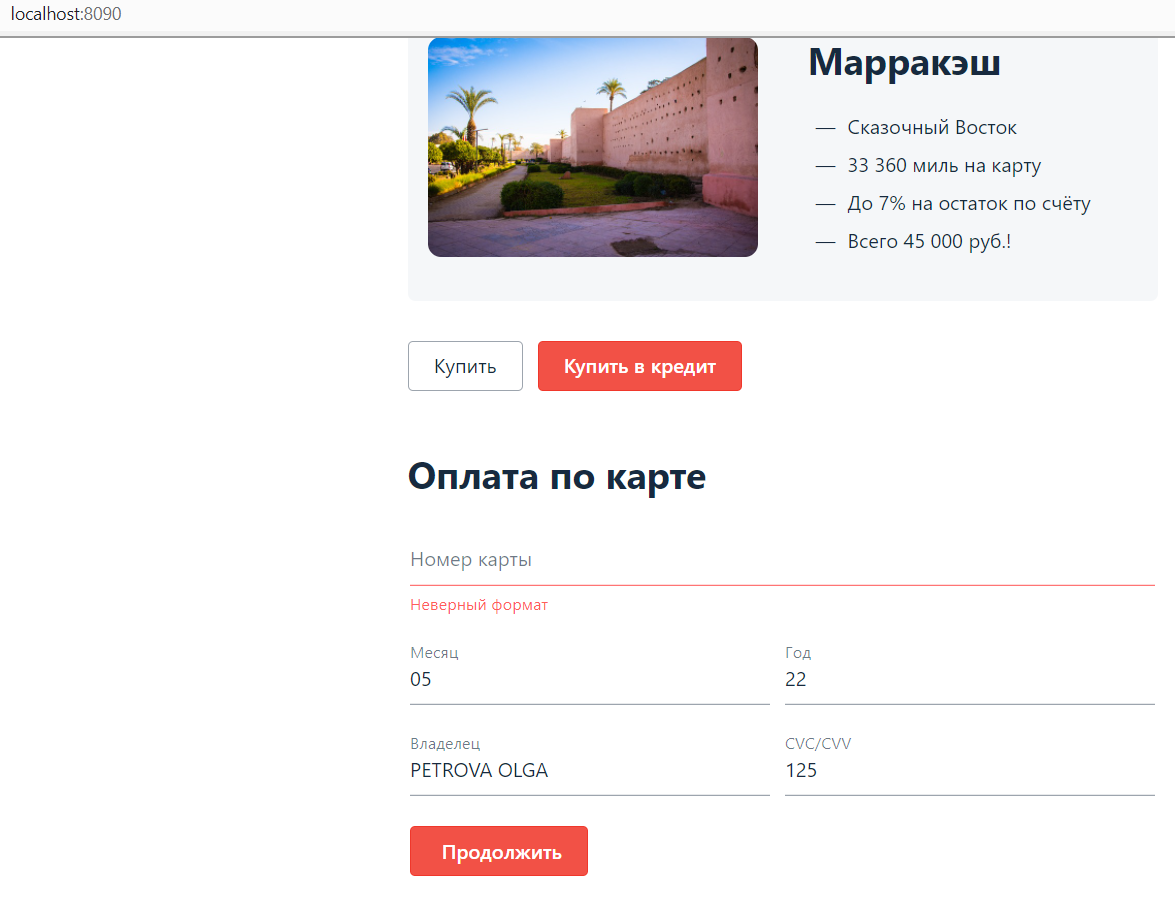 localhost:8090
Марракэш
— Сказочный Восток
— 33 360 миль на карту
— До 7% на остаток по счёту
— Всего 45 000 руб.!
Купить
Купить в кредит
Оплата по карте
Номер карты
Неверный формат
Месяц
Год
05
22
Владелец
CVC/CVV
PETROVA OLGA
125
Продолжить